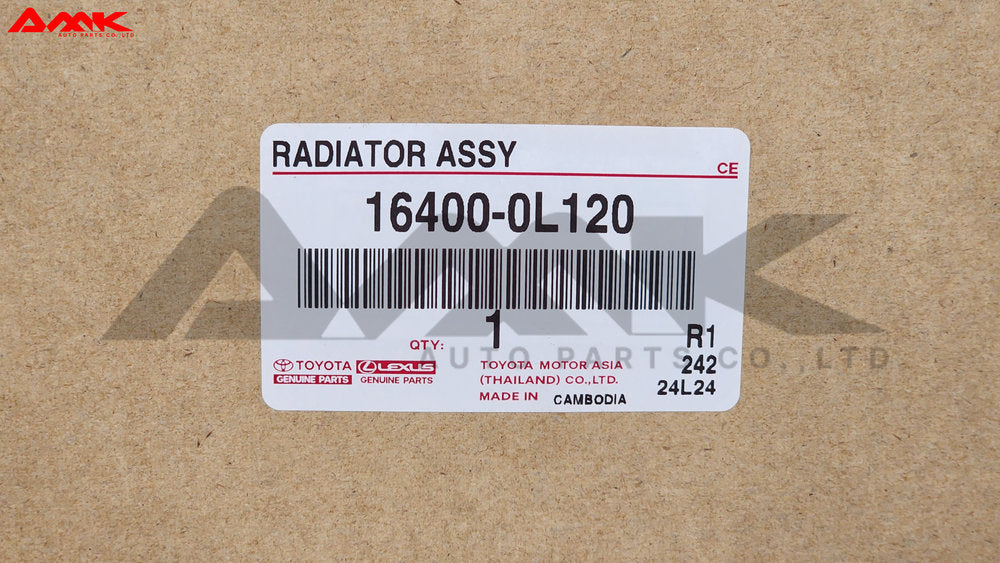 AMK
AUTO PARTS CO.,LTD
RADIATOR ASSY
CE
16400-0L120
QTY: 1
R1
AMK
AUTO PARTS CO., LTD
TOYOTA LEXUS TOYOTA MOTOR ASIA 242
GENUINE PARTS GENUINE PARTS (THAILAND) CO.,LTD. 24L24
MADE IN CAMBODIA